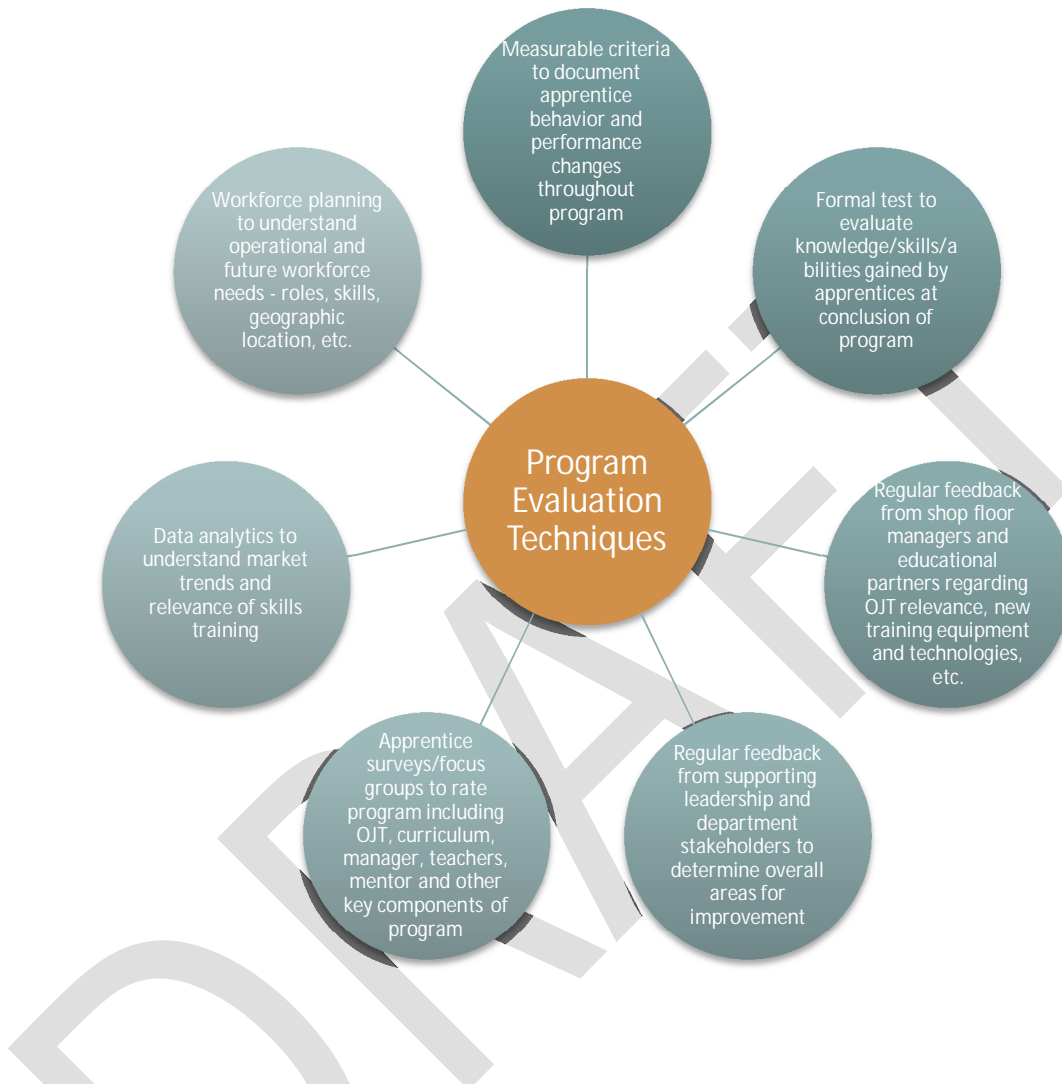 Measurable criteria
to document
apprentice
behavior and
performance
changes
throughout
program
Formal test to
evaluate
knowledge/skills/a
bilities gained by
apprentices at
conclusion of
program
Regular feedback
from shop floor
managers and
educational
partners regarding
OJT relevance, new
training equipment
and technologies,
etc.
Regular feedback
from supporting
leadership and
department
stakeholders to
determine overall
areas for
improvement
Apprentice
surveys/focus
groups to rate
program including
OJT, curriculum,
manager, teachers,
mentor and other
key components of
program
Data analytics to
understand market
trends and
relevance of skills
training
Workforce planning
to understand
operational and
future workforce
needs - roles, skills,
geographic
location, etc.
Program
Evaluation
Techniques
DRAFT